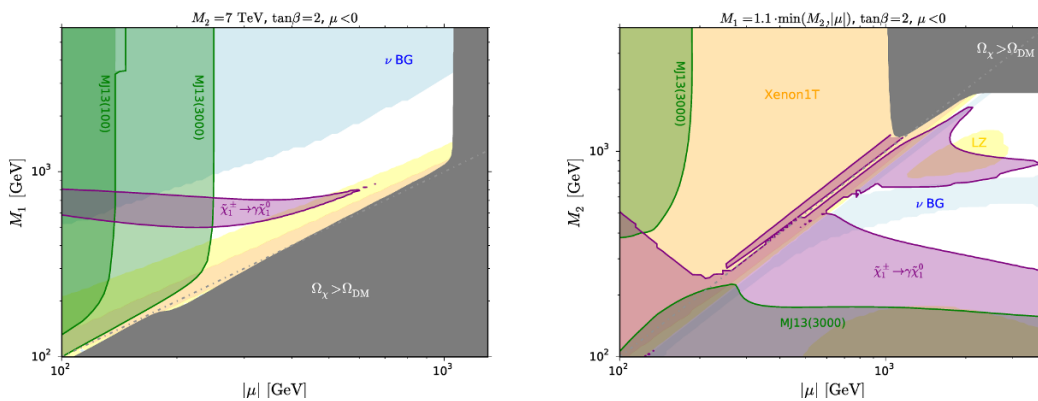 M₂ = 7 TeV, tanβ=2, μ<0
ν BG
MJ13(100)
MJ13(3000)
χ̃₁^± → γχ̃₁⁰
Ω_χ > Ω_DM
M₁ [GeV]
10³
10²
10²
10³
|μ| [GeV]
M₁ = 1.1 · min(M₂,|μ|), tanβ=2, μ<0
Ω_χ > Ω_DM
MJ13(3000)
Xenon1T
LZ
ν BG
χ̃₁^± → γχ̃₁⁰
MJ13(3000)
M₂ [GeV]
10³
10²
10²
10³
|μ| [GeV]